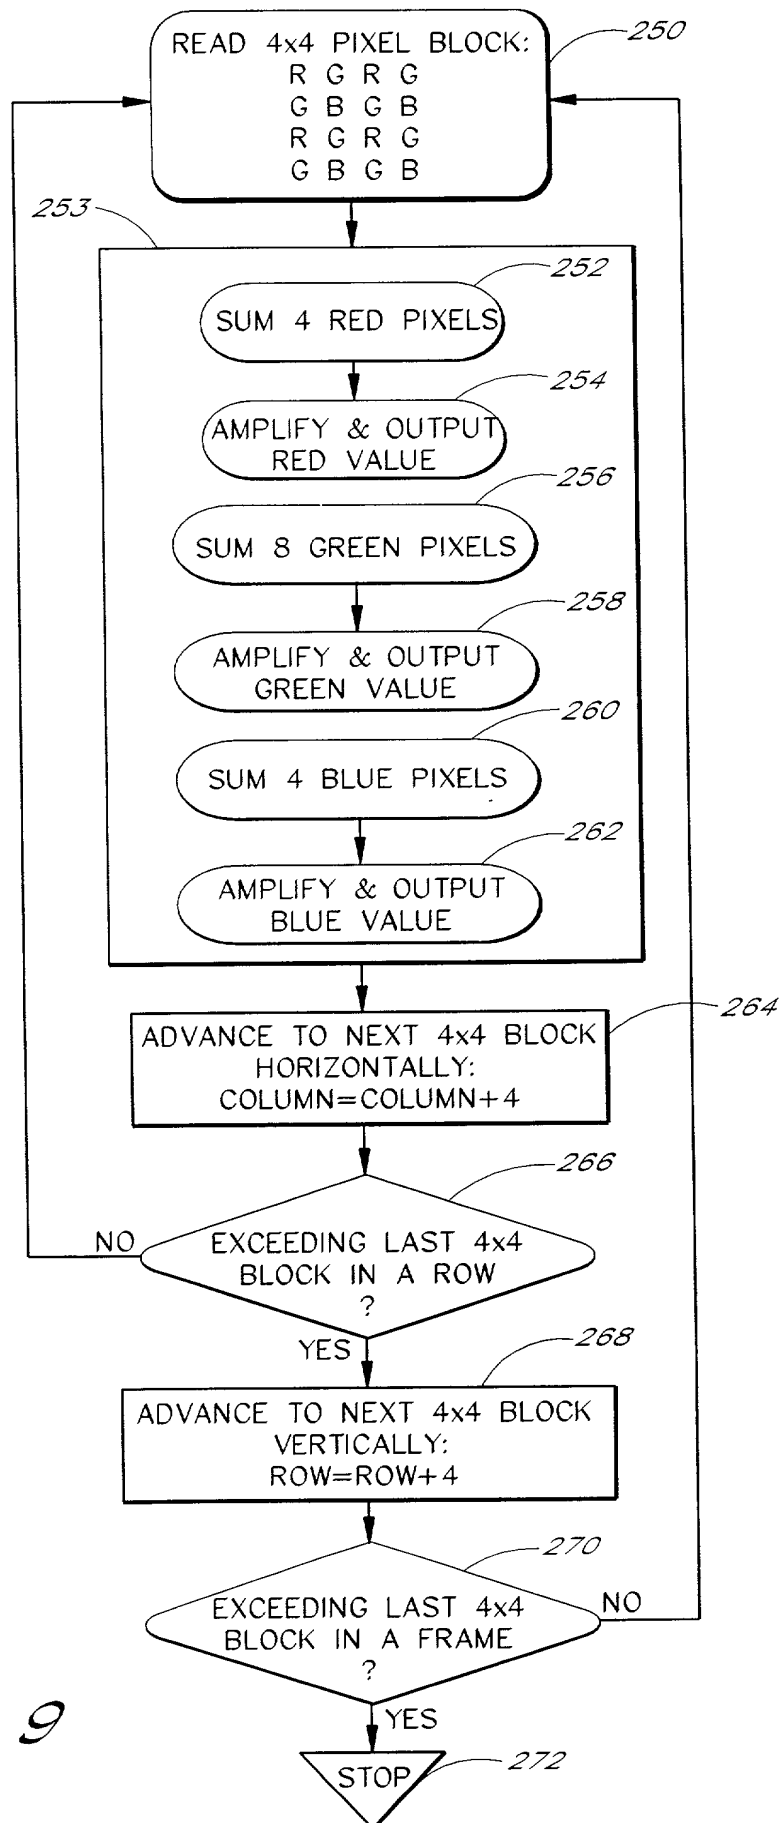 250
READ 4x4 PIXEL BLOCK:
R G R G
G B G B
R G R G
G B G B
253
252
SUM 4 RED PIXELS
254
AMPLIFY & OUTPUT
RED VALUE
256
SUM 8 GREEN PIXELS
258
AMPLIFY & OUTPUT
GREEN VALUE
260
SUM 4 BLUE PIXELS
262
AMPLIFY & OUTPUT
BLUE VALUE
264
ADVANCE TO NEXT 4x4 BLOCK
HORIZONTALLY:
COLUMN=COLUMN+4
266
NO
EXCEEDING LAST 4x4
BLOCK IN A ROW
?
YES
268
ADVANCE TO NEXT 4x4 BLOCK
VERTICALLY:
ROW=ROW+4
270
EXCEEDING LAST 4x4
BLOCK IN A FRAME
?
NO
YES
9
STOP
272